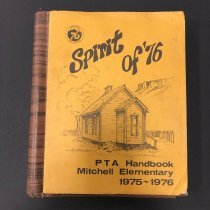 76
Spirit
of '76
PTA Handbook
Mitchell Elementary
1975~1976